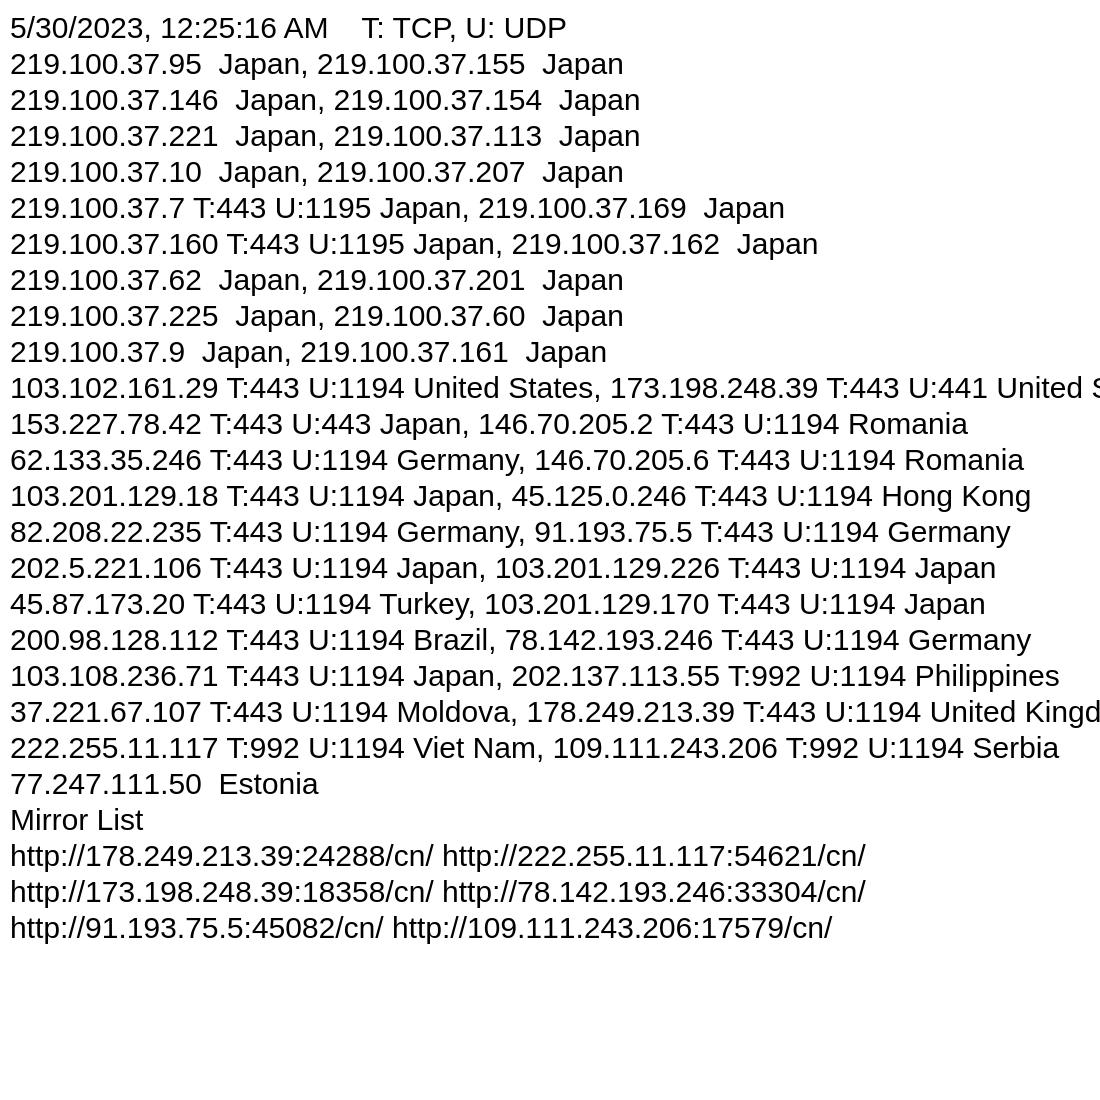 5/30/2023, 12:25:16 AM    T: TCP, U: UDP
219.100.37.95  Japan, 219.100.37.155  Japan
219.100.37.146  Japan, 219.100.37.154  Japan
219.100.37.221  Japan, 219.100.37.113  Japan
219.100.37.10  Japan, 219.100.37.207  Japan
219.100.37.7 T:443 U:1195 Japan, 219.100.37.169  Japan
219.100.37.160 T:443 U:1195 Japan, 219.100.37.162  Japan
219.100.37.62  Japan, 219.100.37.201  Japan
219.100.37.225  Japan, 219.100.37.60  Japan
219.100.37.9  Japan, 219.100.37.161  Japan
103.102.161.29 T:443 U:1194 United States, 173.198.248.39 T:443 U:441 United
153.227.78.42 T:443 U:443 Japan, 146.70.205.2 T:443 U:1194 Romania
62.133.35.246 T:443 U:1194 Germany, 146.70.205.6 T:443 U:1194 Romania
103.201.129.18 T:443 U:1194 Japan, 45.125.0.246 T:443 U:1194 Hong Kong
82.208.22.235 T:443 U:1194 Germany, 91.193.75.5 T:443 U:1194 Germany
202.5.221.106 T:443 U:1194 Japan, 103.201.129.226 T:443 U:1194 Japan
45.87.173.20 T:443 U:1194 Turkey, 103.201.129.170 T:443 U:1194 Japan
200.98.128.112 T:443 U:1194 Brazil, 78.142.193.246 T:443 U:1194 Germany
103.108.236.71 T:443 U:1194 Japan, 202.137.113.55 T:992 U:1194 Philippines
37.221.67.107 T:443 U:1194 Moldova, 178.249.213.39 T:443 U:1194 United Kingd
222.255.11.117 T:992 U:1194 Viet Nam, 109.111.243.206 T:992 U:1194 Serbia
77.247.111.50  Estonia
Mirror List
http://178.249.213.39:24288/cn/ http://222.255.11.117:54621/cn/
http://173.198.248.39:18358/cn/ http://78.142.193.246:33304/cn/
http://91.193.75.5:45082/cn/ http://109.111.243.206:17579/cn/